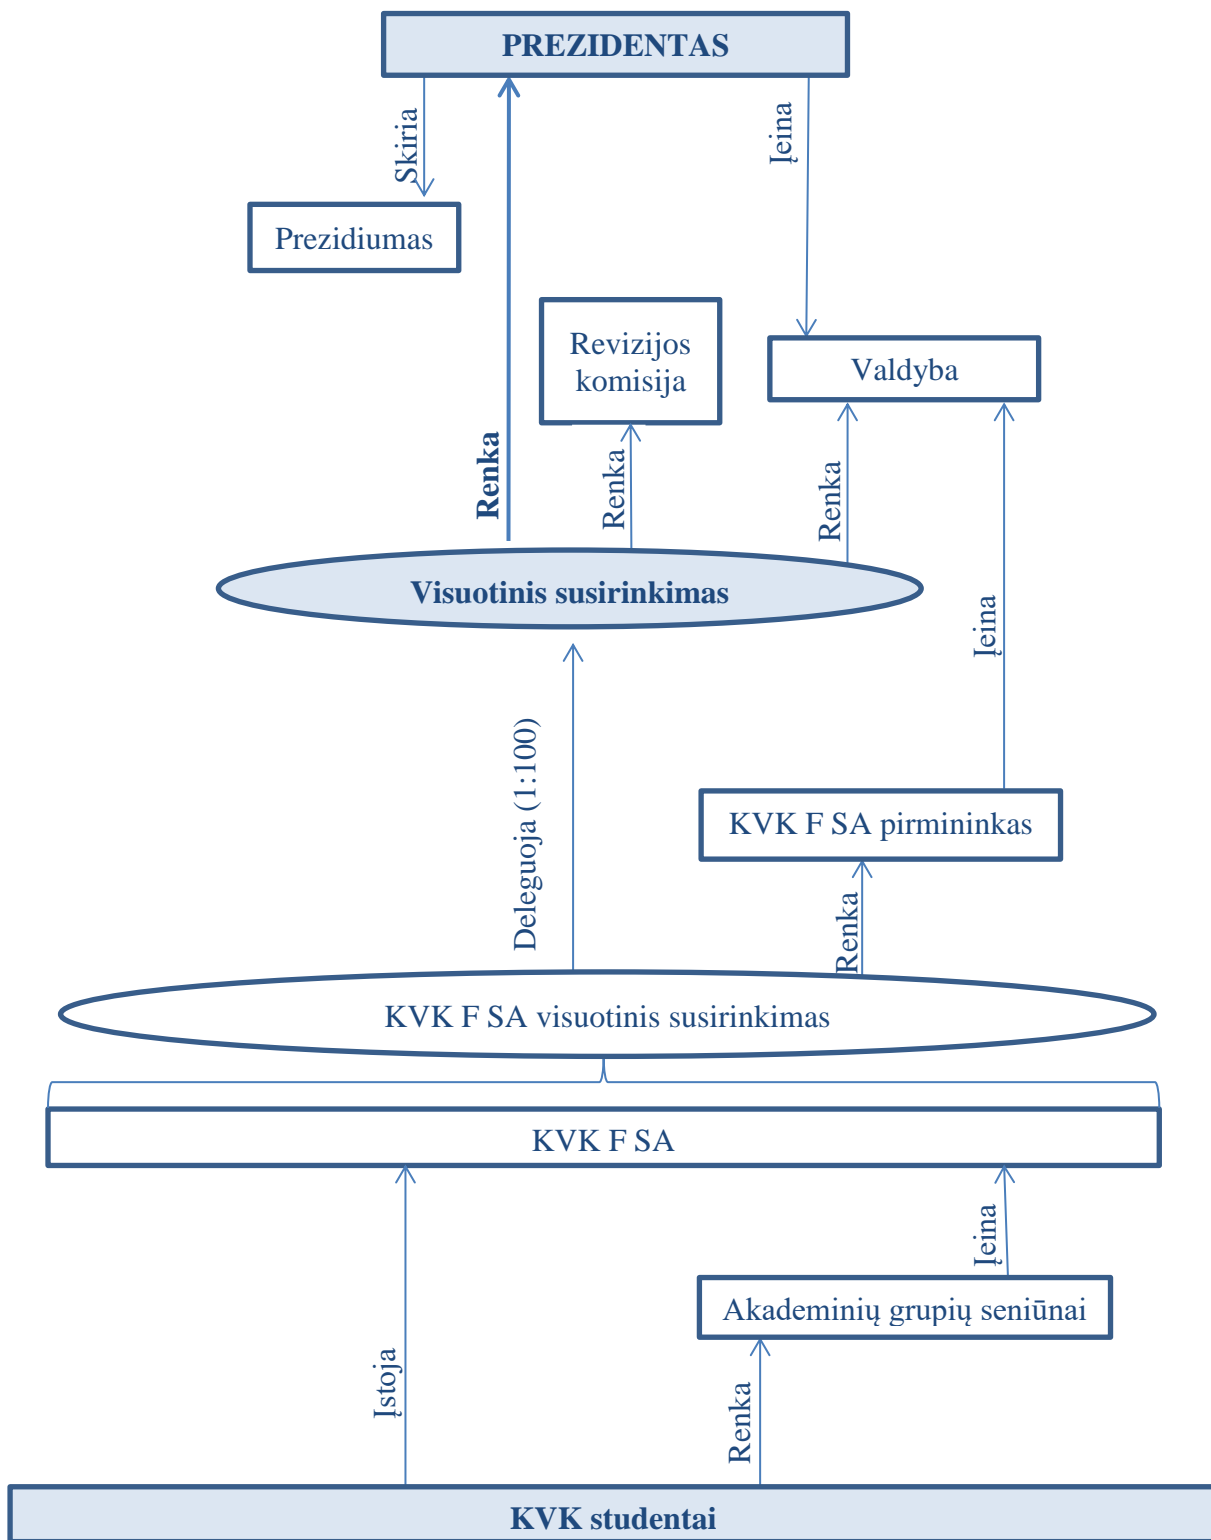 PREZIDENTAS
Skiria
Įeina
Prezidiumas
Revizijos
komisija
Valdyba
Renka
Renka
Renka
Visuotinis susirinkimas
Įeina
Deleguoja (1:100)
KVK F SA pirmininkas
Renka
KVK F SA visuotinis susirinkimas
KVK F SA
Įeina
Akademinių grupių seniūnai
Įstoja
Renka
KVK studentai